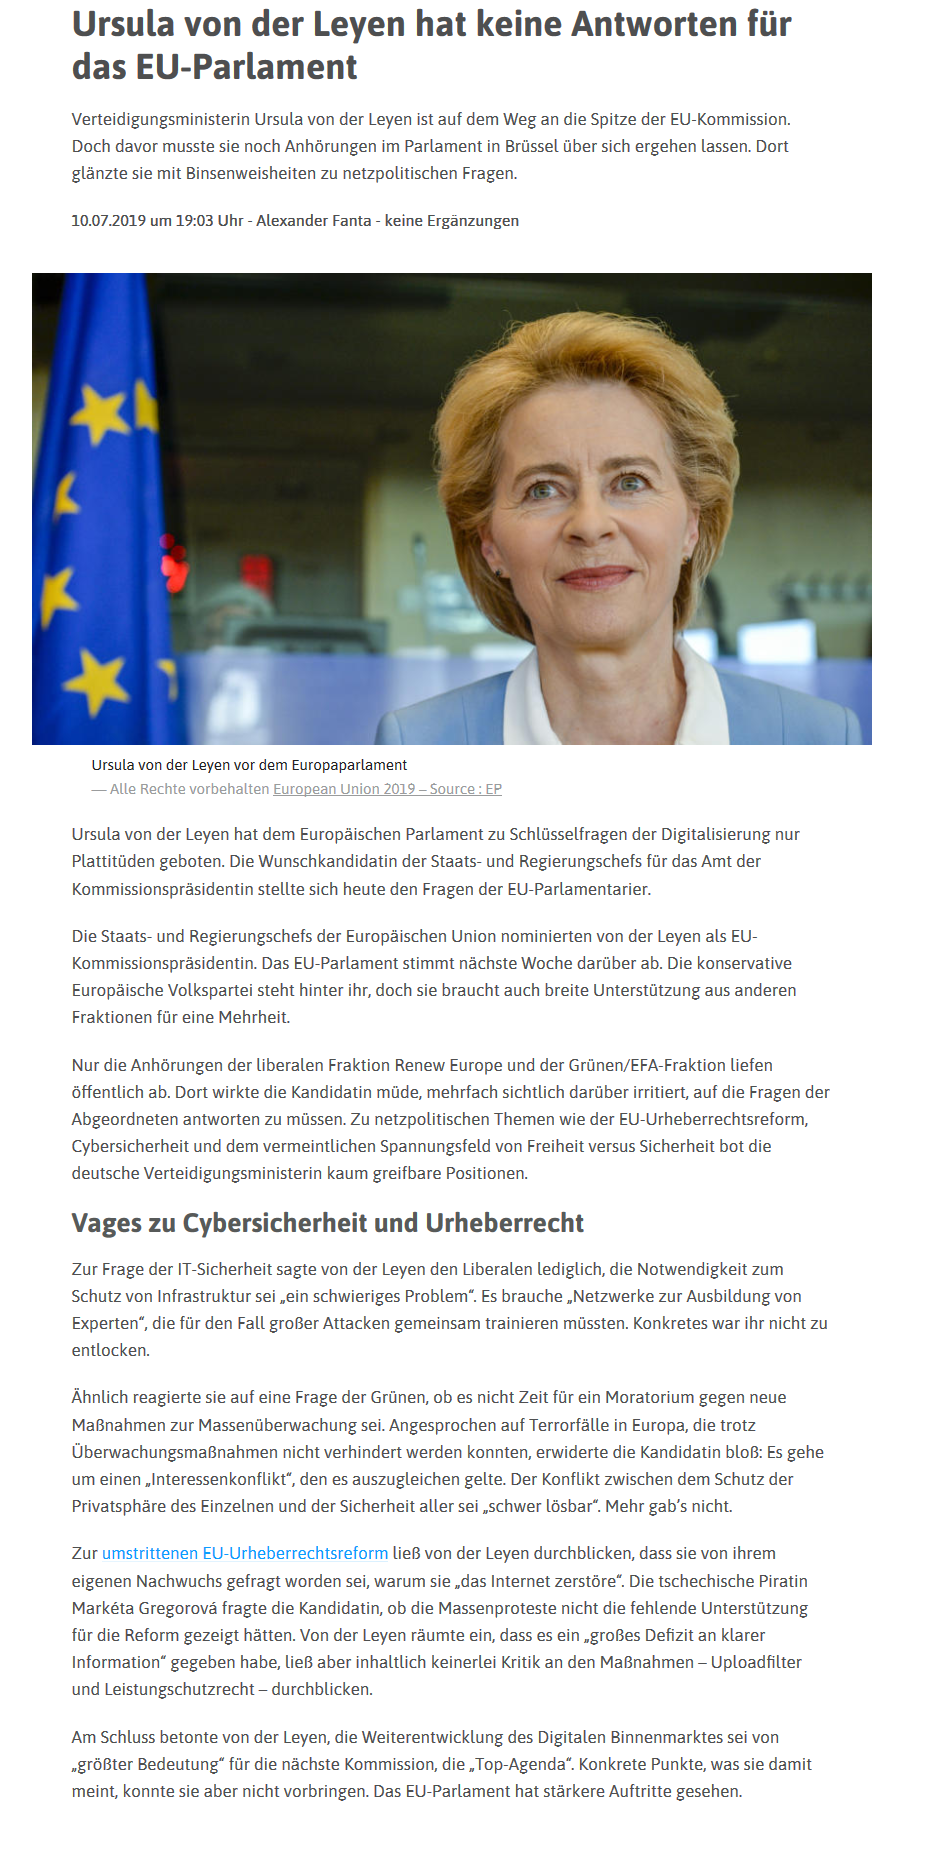 Ursula von der Leyen hat keine Antworten für
das EU-Parlament
Verteidigungsministerin Ursula von der Leyen ist auf dem Weg an die Spitze der EU-Kommission.
Doch davor musste sie noch Anhörungen im Parlament in Brüssel über sich ergehen lassen. Dort
glänzte sie mit Binsenweisheiten zu netzpolitischen Fragen.
10.07.2019 um 19:03 Uhr - Alexander Fanta - keine Ergänzungen
Ursula von der Leyen vor dem Europaparlament
— Alle Rechte vorbehalten European Union 2019 – Source : EP
Ursula von der Leyen hat dem Europäischen Parlament zu Schlüsselfragen der Digitalisierung nur
Plattitüden geboten. Die Wunschkandidatin der Staats- und Regierungschefs für das Amt der
Kommissionspräsidentin stellte sich heute den Fragen der EU-Parlamentarier.
Die Staats- und Regierungschefs der Europäischen Union nominierten von der Leyen als EU-
Kommissionspräsidentin. Das EU-Parlament stimmt nächste Woche darüber ab. Die konservative
Europäische Volkspartei steht hinter ihr, doch sie braucht auch breite Unterstützung aus anderen
Fraktionen für eine Mehrheit.
Nur die Anhörungen der liberalen Fraktion Renew Europe und der Grünen/EFA-Fraktion liefen
öffentlich ab. Dort wirkte die Kandidatin müde, mehrfach sichtlich darüber irritiert, auf die Fragen der
Abgeordneten antworten zu müssen. Zu netzpolitischen Themen wie der EU-Urheberrechtsreform,
Cybersicherheit und dem vermeintlichen Spannungsfeld von Freiheit versus Sicherheit bot die
deutsche Verteidigungsministerin kaum greifbare Positionen.
Vages zu Cybersicherheit und Urheberrecht
Zur Frage der IT-Sicherheit sagte von der Leyen den Liberalen lediglich, die Notwendigkeit zum
Schutz von Infrastruktur sei „ein schwieriges Problem“. Es brauche „Netzwerke zur Ausbildung von
Experten“, die für den Fall großer Attacken gemeinsam trainieren müssten. Konkretes war ihr nicht zu
entlocken.
Ähnlich reagierte sie auf eine Frage der Grünen, ob es nicht Zeit für ein Moratorium gegen neue
Maßnahmen zur Massenüberwachung sei. Angesprochen auf Terrorfälle in Europa, die trotz
Überwachungsmaßnahmen nicht verhindert werden konnten, erwiderte die Kandidatin bloß: Es gehe
um einen „Interessenkonflikt“, den es auszugleichen gelte. Der Konflikt zwischen dem Schutz der
Privatsphäre des Einzelnen und der Sicherheit aller sei „schwer lösbar“. Mehr gab’s nicht.
Zur umstrittenen EU-Urheberrechtsreform ließ von der Leyen durchblicken, dass sie von ihrem
eigenen Nachwuchs gefragt worden sei, warum sie „das Internet zerstöre“. Die tschechische Piratin
Markéta Gregorová fragte die Kandidatin, ob die Massenproteste nicht die fehlende Unterstützung
für die Reform gezeigt hätten. Von der Leyen räumte ein, dass es ein „großes Defizit an klarer
Information“ gegeben habe, ließ aber inhaltlich keinerlei Kritik an den Maßnahmen – Uploadfilter
und Leistungschutzrecht – durchblicken.
Am Schluss betonte von der Leyen, die Weiterentwicklung des Digitalen Binnenmarktes sei von
„größter Bedeutung“ für die nächste Kommission, die „Top-Agenda“. Konkrete Punkte, was sie damit
meint, konnte sie aber nicht vorbringen. Das EU-Parlament hat stärkere Auftritte gesehen.